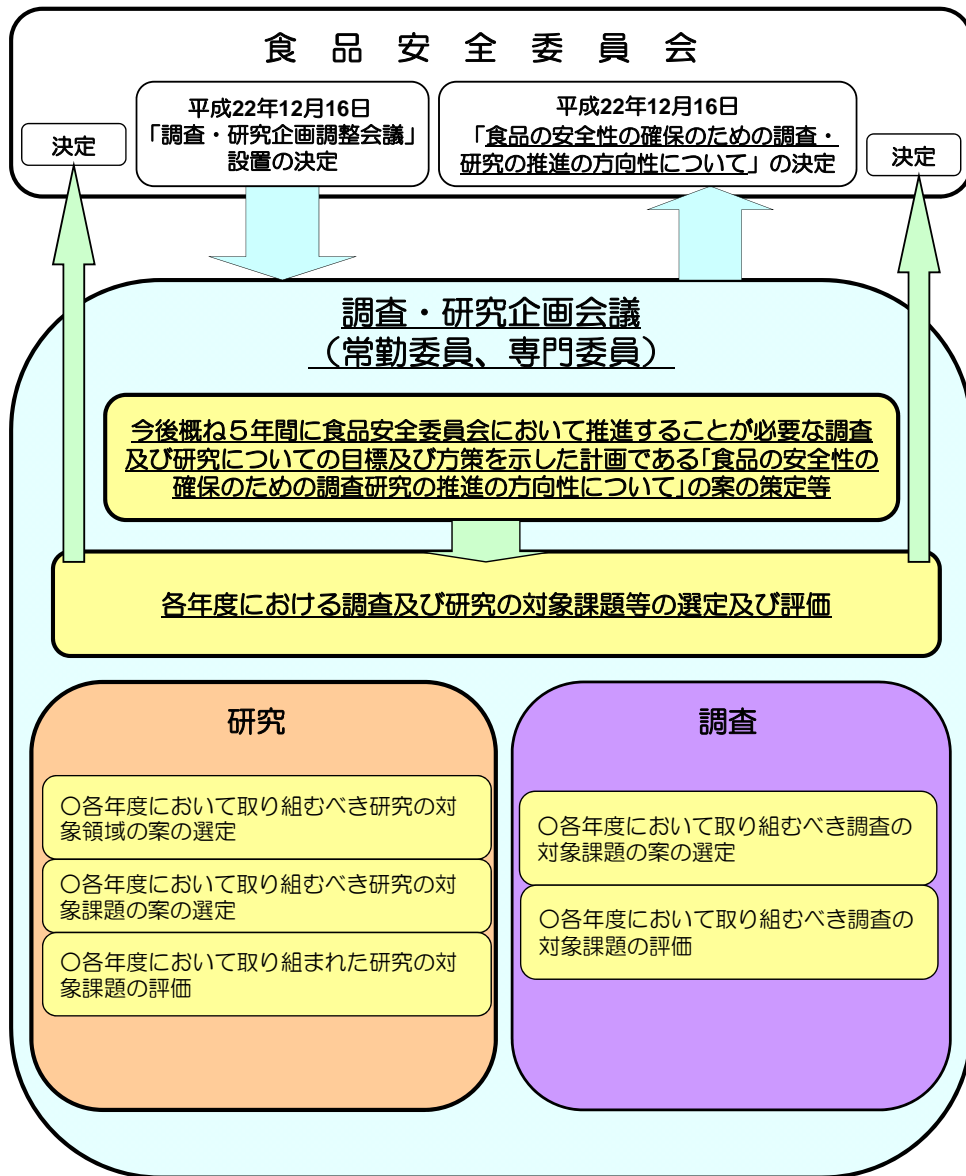 食品安全委員会
決定
平成22年12月16日
「調査・研究企画調整会議」
設置の決定
平成22年12月16日
「食品の安全性の確保のための調査・
研究の推進の方向性について」の決定
決定
調査・研究企画会議
（常勤委員、専門委員）
今後概ね５年間に食品安全委員会において推進することが必要な調査
及び研究についての目標及び方策を示した計画である「食品の安全性の
確保のための調査研究の推進の方向性について」の案の策定等
各年度における調査及び研究の対象課題等の選定及び評価
研究
〇各年度において取り組むべき研究の対
象領域の案の選定
〇各年度において取り組むべき研究の
対象課題の案の選定
〇各年度において取り組まれた研究の対
象課題の評価
調査
〇各年度において取り組むべき調査の
対象課題の案の選定
〇各年度において取り組むべき調査の
対象課題の評価